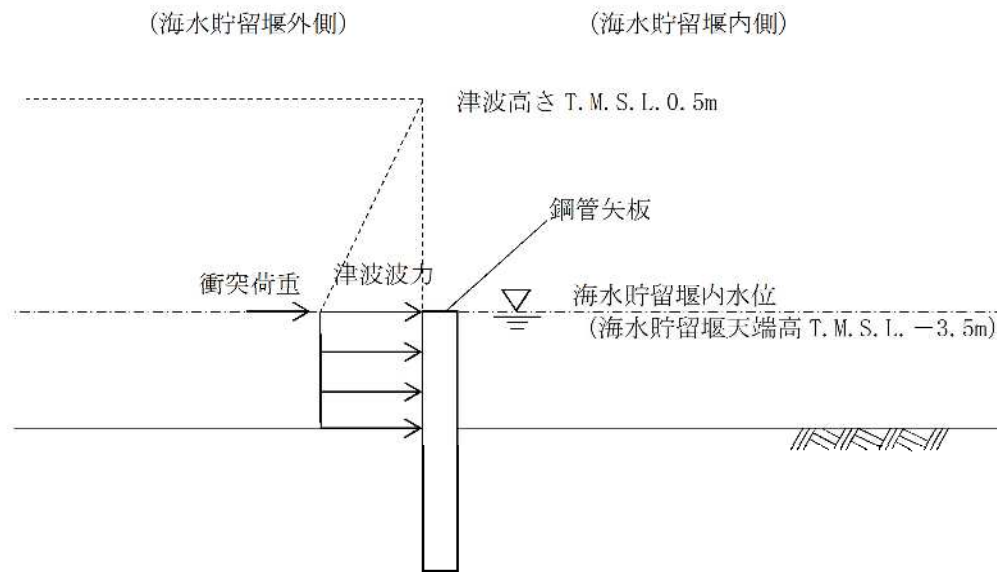 (海水貯留堰外側)
(海水貯留堰内側)
津波高さ T.M.S.L.0.5m
鋼管矢板
衝突荷重
津波波力
海水貯留堰内水位
(海水貯留堰天端高 T.M.S.L.-3.5m)